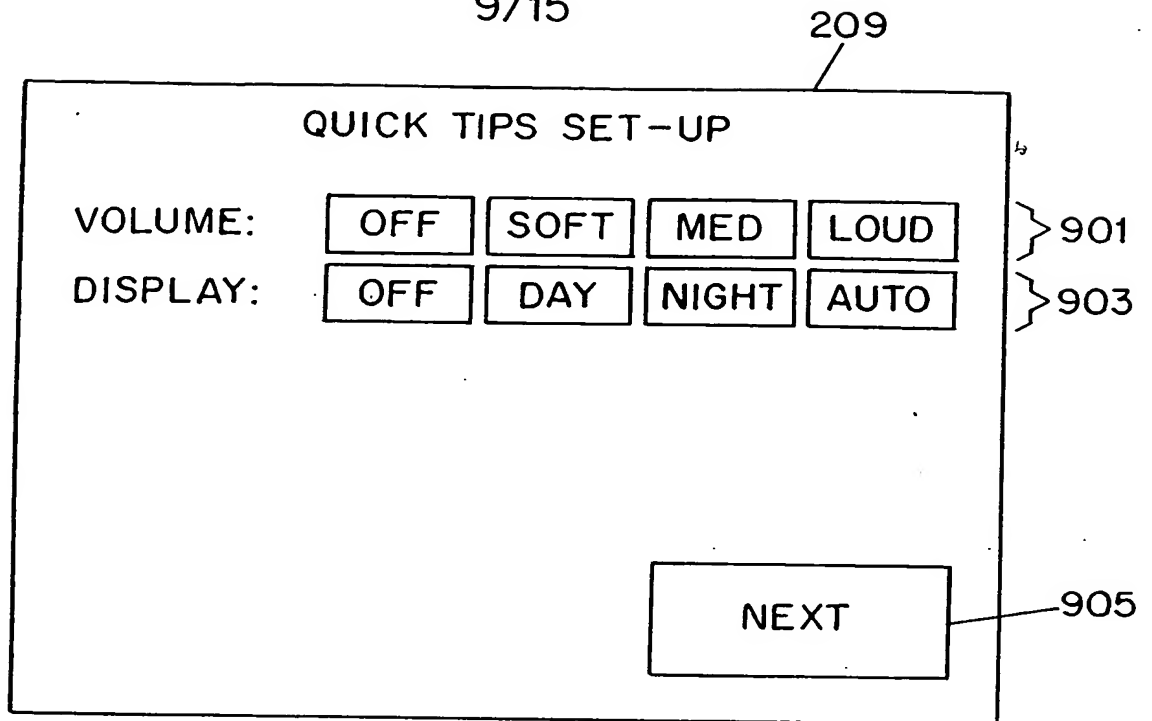 9/15
209
QUICK TIPS SET-UP
VOLUME: OFF SOFT MED LOUD 901
DISPLAY: OFF DAY NIGHT AUTO 903
NEXT 905